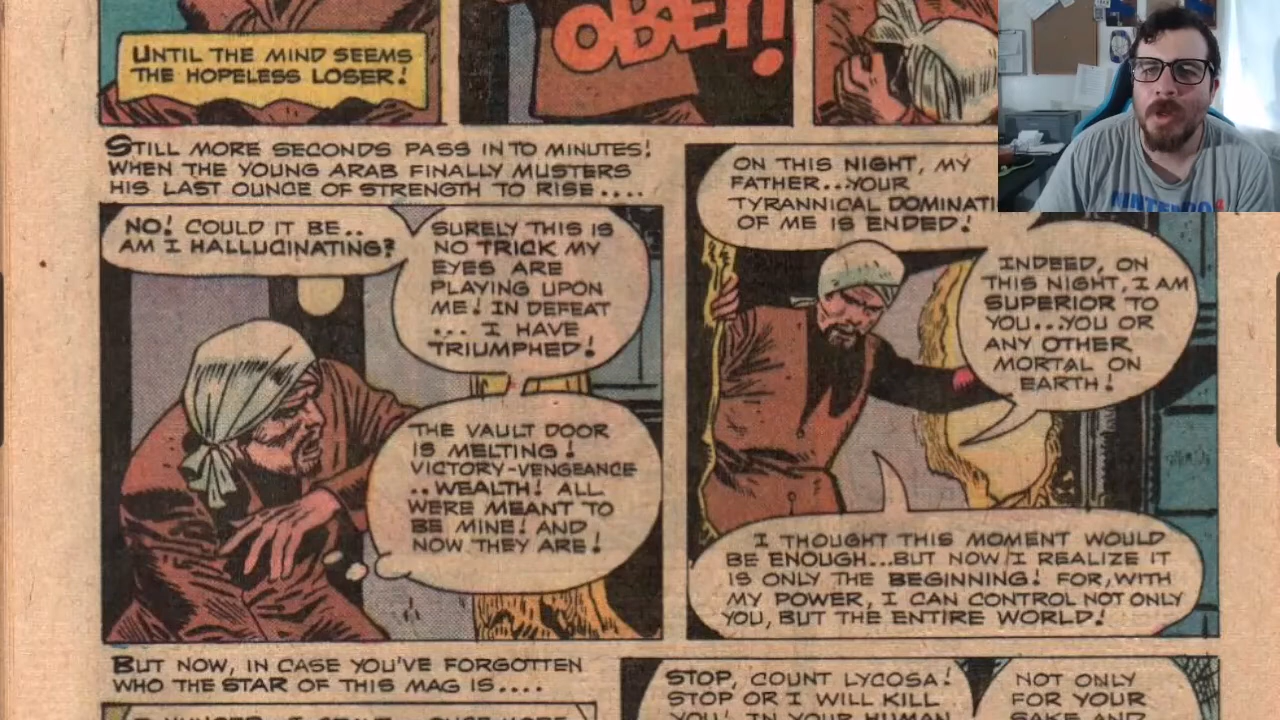 UNTIL THE MIND SEEMS
THE HOPELESS LOSER!
OBEY!!
STILL MORE SECONDS PASS INTO MINUTES!
WHEN THE YOUNG ARAB FINALLY MUSTERS
HIS LAST OUNCE OF STRENGTH TO RISE....
NO! COULD IT BE..
AM I HALLUCINATING?
SURELY THIS IS
NO TRICK MY
EYES ARE
PLAYING UPON
ME! IN DEFEAT
... I HAVE
TRIUMPHED!
THE VAULT DOOR
IS MELTING!
VICTORY-VENGEANCE
..WEALTH! ALL
WERE MEANT TO
BE MINE! AND
NOW THEY ARE!
ON THIS NIGHT, MY
FATHER...YOUR
TYRANNICAL DOMINATI
OF ME IS ENDED!
INDEED, ON
THIS NIGHT, I AM
SUPERIOR TO
YOU...YOU OR
ANY OTHER
MORTAL ON
EARTH!
I THOUGHT THIS MOMENT WOULD
BE ENOUGH...BUT NOW I REALIZE IT
IS ONLY THE BEGINNING! FOR, WITH
MY POWER, I CAN CONTROL NOT ONLY
YOU, BUT THE ENTIRE WORLD!
BUT NOW, IN CASE YOU'VE FORGOTTEN
WHO THE STAR OF THIS MAG IS....
STOP, COUNT LYCOSA!
STOP OR I WILL KILL
YOU! IN YOUR HUMAN
NOT ONLY
FOR YOUR
SAKE AND
NINTENDO